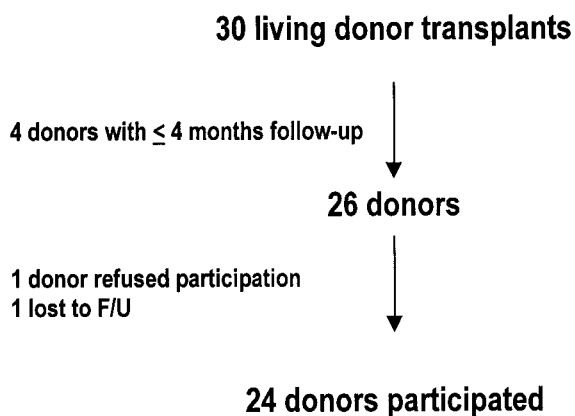 30 living donor transplants
4 donors with ≤ 4 months follow-up
26 donors
1 donor refused participation
1 lost to F/U
24 donors participated